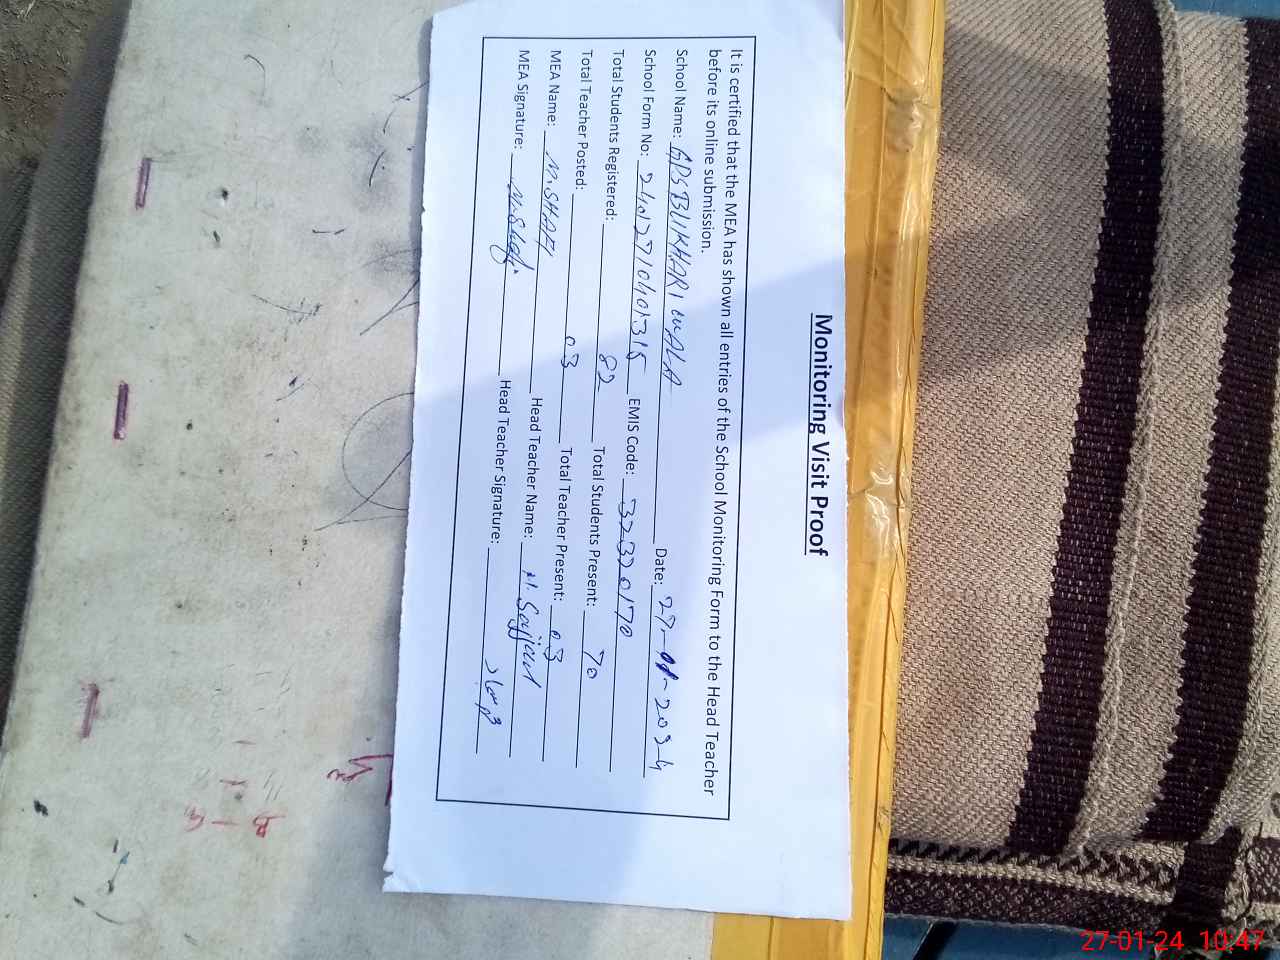 Monitoring Visit Proof
It is certified that the MEA has shown all entries of the School Monitoring Form to the Head Teacher
before its online submission.
School Name: GPS BUKHARI WALA Date: 27-01-2024
School Form No: 24012710401315 EMIS Code: 32330170
Total Students Registered: 82 Total Students Present: 70
Total Teacher Posted: 03 Total Teacher Present: 03
MEA Name: M.SHAFI Head Teacher Name: M. Sajjad
MEA Signature: M.Shafi Head Teacher Signature:
B-G
27-01-24 10:47